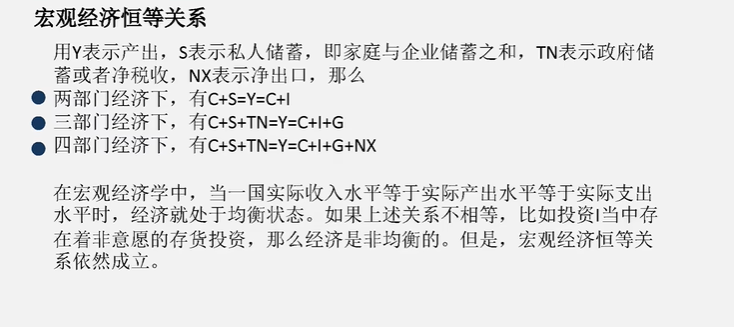 宏观经济恒等关系
用Y表示产出，S表示私人储蓄，即家庭与企业储蓄之和，TN表示政府储
蓄或者净税收，NX表示净出口，那么
两部门经济下，有C+S=Y=C+I
三部门经济下，有C+S+TN=Y=C+I+G
四部门经济下，有C+S+TN=Y=C+I+G+NX
在宏观经济学中，当一国实际收入水平等于实际产出水平等于实际支出
水平时，经济就处于均衡状态。如果上述关系不相等，比如投资I当中存
在着非意愿的存货投资，那么经济是非均衡的。但是，宏观经济恒等关
系依然成立。